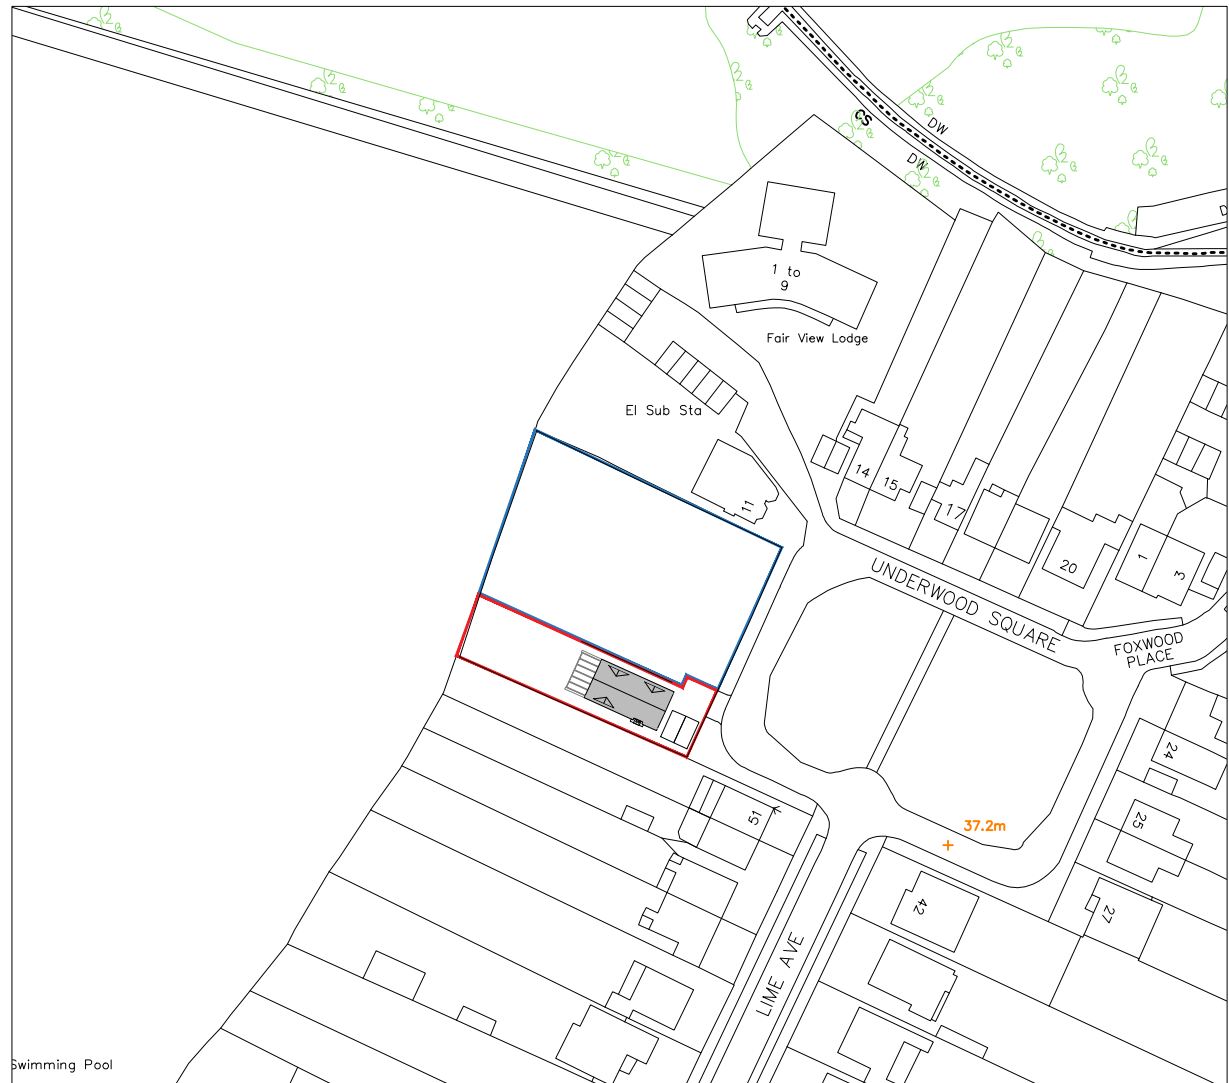 CS
DW
DW
1 to
9
Fair View Lodge
El Sub Sta
11
14
15
17
20
1
3
UNDERWOOD SQUARE
FOXWOOD
PLACE
24
37.2m
25
51
42
27
LIME AVE
Swimming Pool